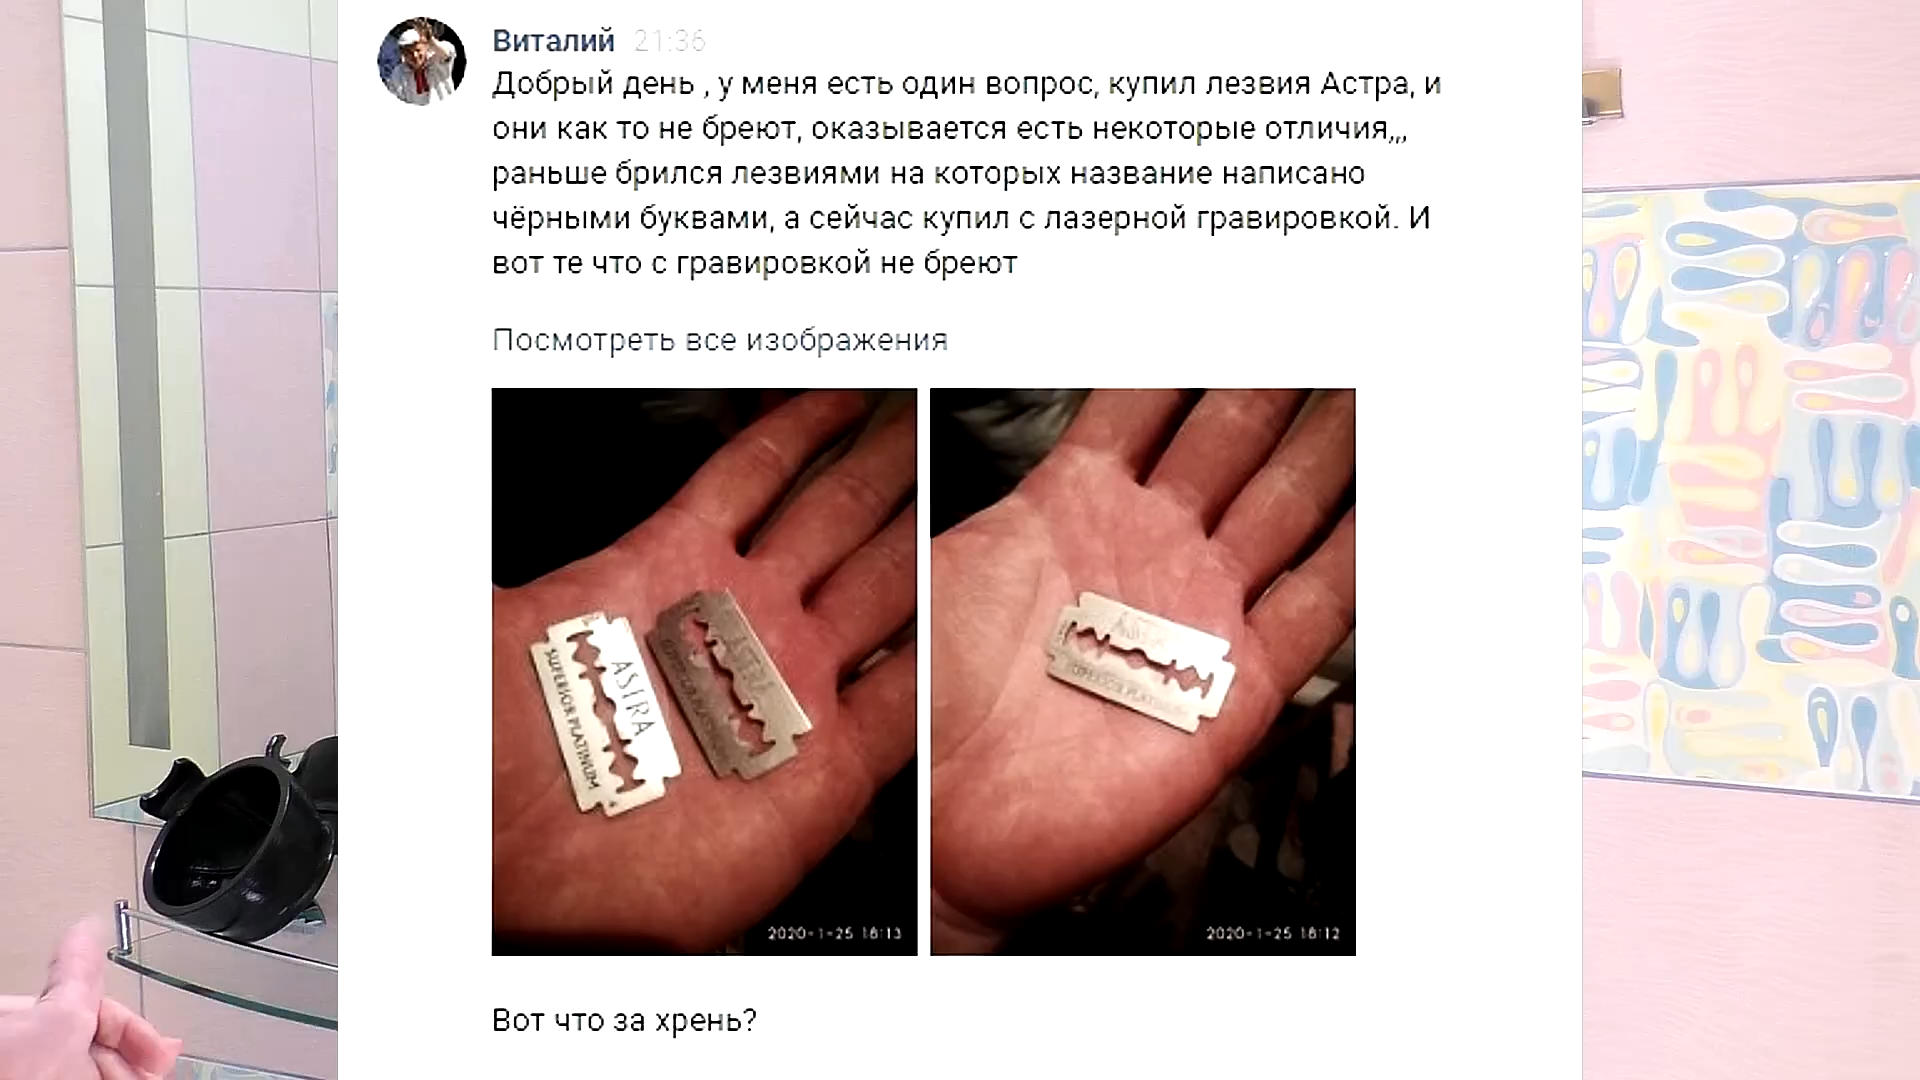 Виталий 21:36
Добрый день , у меня есть один вопрос, купил лезвия Астра, и
они как то не бреют, оказывается есть некоторые отличия,,,
раньше брился лезвиями на которых название написано
чёрными буквами, а сейчас купил с лазерной гравировкой. И
вот те что с гравировкой не бреют
Посмотреть все изображения
ASTRA
SUPERIOR PLATINUM
ASTRA
SUPERIOR PLATINUM
2020-1-25 18:13
2020-1-25 18:12
Вот что за хрень?